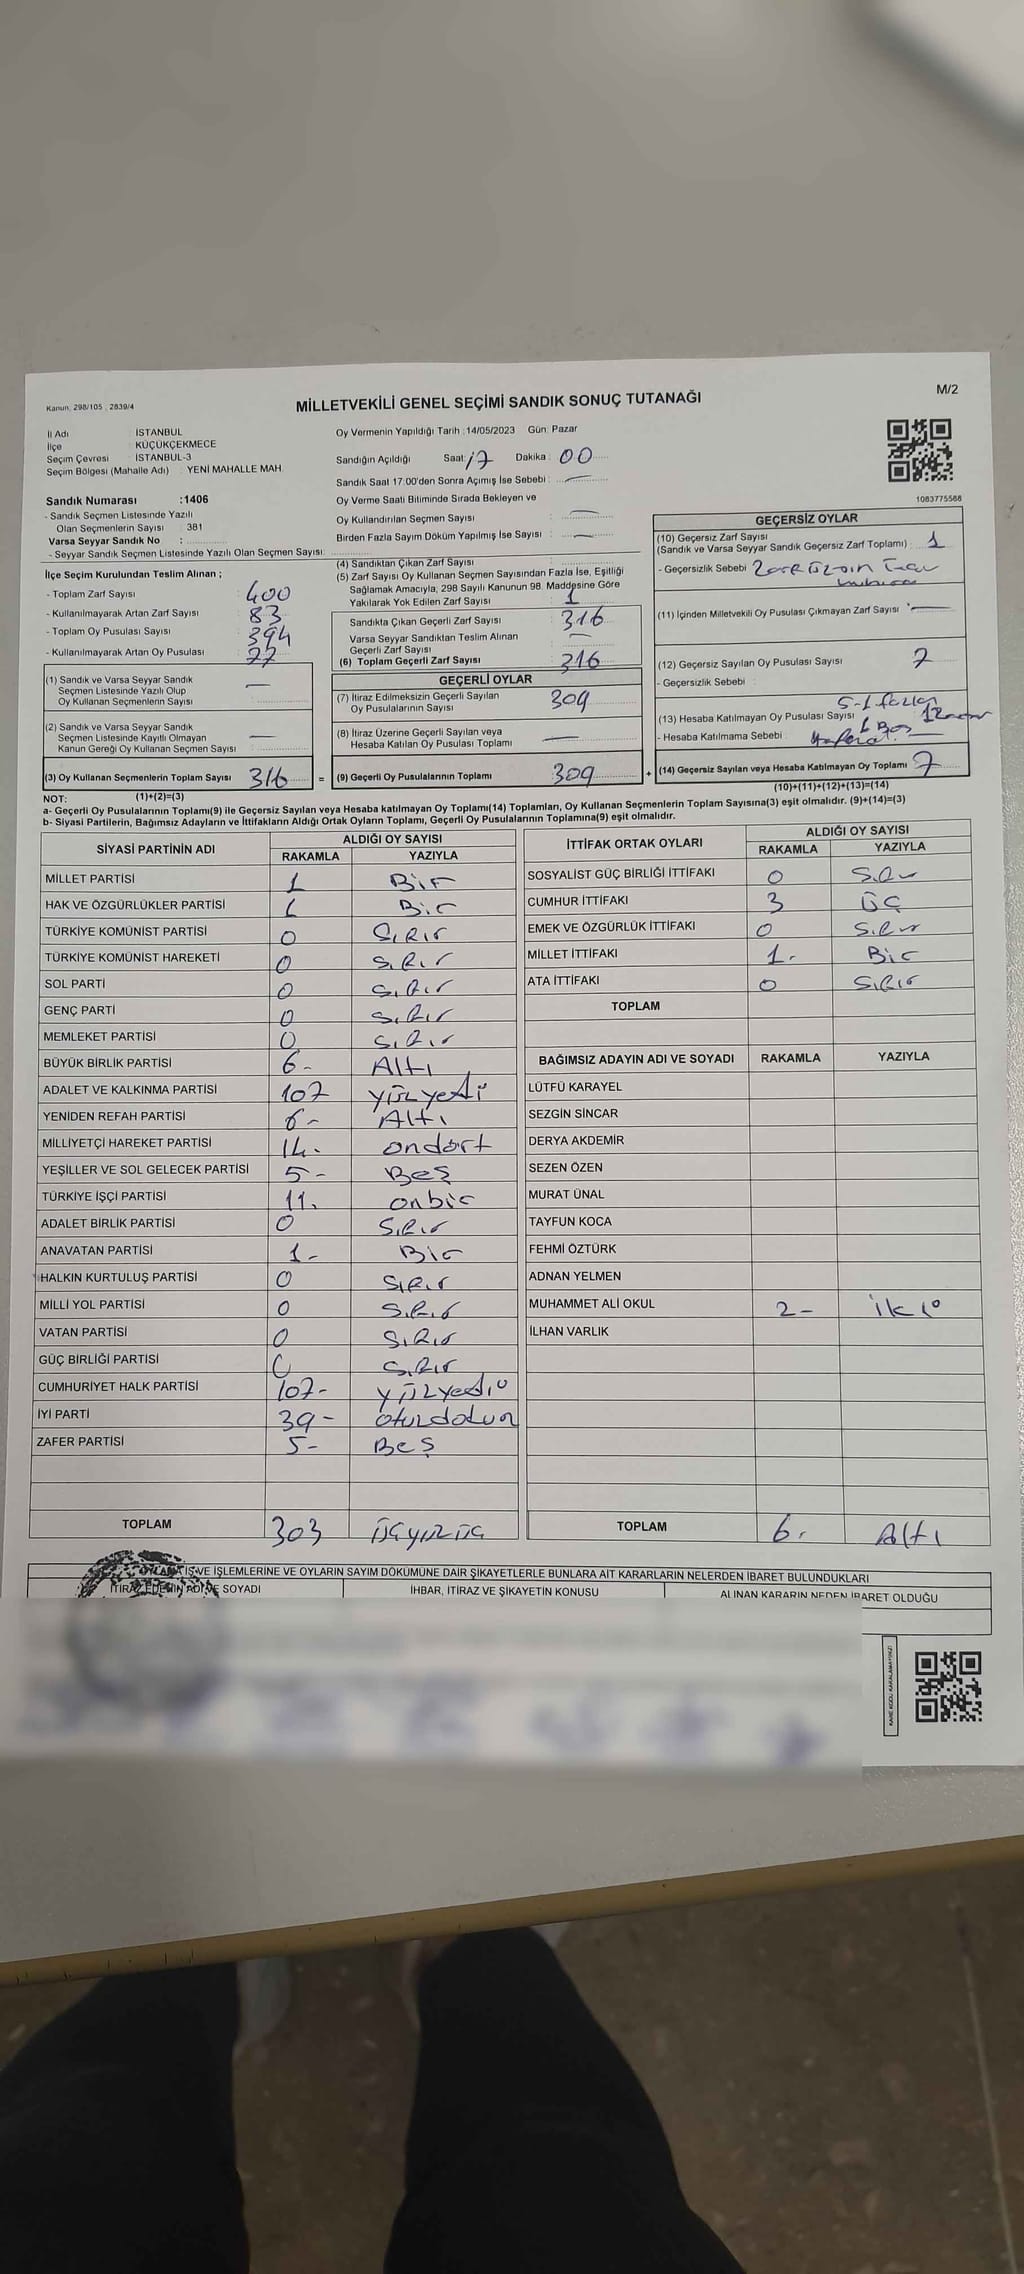 M/2
Kanun, 298/105 , 2839/4
MİLLETVEKİLİ GENEL SEÇİMİ SANDIK SONUÇ TUTANAĞI
İl Adı : İSTANBUL
İlçe : KÜÇÜKÇEKMECE
Seçim Çevresi : İSTANBUL-3
Seçim Bölgesi (Mahalle Adı) : YENİ MAHALLE MAH.
Sandık Numarası :1406
- Sandık Seçmen Listesinde Yazılı
Olan Seçmenlerin Sayısı : 381
Varsa Seyyar Sandık No :
- Seyyar Sandık Seçmen Listesinde Yazılı Olan Seçmen Sayısı:
Oy Vermenin Yapıldığı Tarih :14/05/2023 Gün: Pazar
Sandığın Açıldığı Saat: 17 Dakika : 00
Sandık Saat 17:00'den Sonra Açımış İse Sebebi : —
Oy Verme Saati Bitiminde Sırada Bekleyen ve
Oy Kullandırılan Seçmen Sayısı : —
Birden Fazla Sayım Döküm Yapılmış İse Sayısı : —
1083775588
İlçe Seçim Kurulundan Teslim Alınan ;
- Toplam Zarf Sayısı : 400
- Kullanılmayarak Artan Zarf Sayısı : 83
- Toplam Oy Pusulası Sayısı : 394
- Kullanılmayarak Artan Oy Pusulası : 77
(1) Sandık ve Varsa Seyyar Sandık
Seçmen Listesinde Yazılı Olup
Oy Kullanan Seçmenlerin Sayısı : —
(2) Sandık ve Varsa Seyyar Sandık
Seçmen Listesinde Kayıtlı Olmayan
Kanun Gereği Oy Kullanan Seçmen Sayısı : —
(3) Oy Kullanan Seçmenlerin Toplam Sayısı 316 =
(1)+(2)=(3)
(4) Sandıktan Çıkan Zarf Sayısı :
(5) Zarf Sayısı Oy Kullanan Seçmen Sayısından Fazla İse, Eşitliği
Sağlamak Amacıyla, 298 Sayılı Kanunun 98. Maddesine Göre
Yakılarak Yok Edilen Zarf Sayısı : 1
Sandıkta Çıkan Geçerli Zarf Sayısı : 316
Varsa Seyyar Sandıktan Teslim Alınan
Geçerli Zarf Sayısı : —
(6) Toplam Geçerli Zarf Sayısı : 316
GEÇERLİ OYLAR
(7) İtiraz Edilmeksizin Geçerli Sayılan
Oy Pusulalarının Sayısı : 309
(8) İtiraz Üzerine Geçerli Sayılan veya
Hesaba Katılan Oy Pusulası Toplamı : —
(9) Geçerli Oy Pusulalarının Toplamı : 309 +
GEÇERSİZ OYLAR
(10) Geçersiz Zarf Sayısı
(Sandık ve Varsa Seyyar Sandık Geçersiz Zarf Toplamı) : 1
- Geçersizlik Sebebi :
(11) İçinden Milletvekili Oy Pusulası Çıkmayan Zarf Sayısı : —
(12) Geçersiz Sayılan Oy Pusulası Sayısı : 7
- Geçersizlik Sebebi :
(13) Hesaba Katılmayan Oy Pusulası Sayısı :
- Hesaba Katılmama Sebebi :
(14) Geçersiz Sayılan veya Hesaba Katılmayan Oy Toplamı : 7
(10)+(11)+(12)+(13)=(14)
NOT:
a- Geçerli Oy Pusulalarının Toplamı(9) ile Geçersiz Sayılan veya Hesaba katılmayan Oy Toplamı(14) Toplamları, Oy Kullanan Seçmenlerin Toplam Sayısına(3) eşit olmalıdır. (9)+(14)=(3)
b- Siyasi Partilerin, Bağımsız Adayların ve İttifakların Aldığı Ortak Oyların Toplamı, Geçerli Oy Pusulalarının Toplamına(9) eşit olmalıdır.
SİYASİ PARTİNİN ADI ALDIĞI OY SAYISI
RAKAMLA YAZIYLA
MİLLET PARTİSİ 1 Bir
HAK VE ÖZGÜRLÜKLER PARTİSİ 1 Bir
TÜRKİYE KOMÜNİST PARTİSİ 0 Sıfır
TÜRKİYE KOMÜNİST HAREKETİ 0 Sıfır
SOL PARTİ 0 Sıfır
GENÇ PARTİ 0 Sıfır
MEMLEKET PARTİSİ 0 Sıfır
BÜYÜK BİRLİK PARTİSİ 6- Altı
ADALET VE KALKINMA PARTİSİ 107 yüzyedi
YENİDEN REFAH PARTİSİ 6- Altı
MİLLİYETÇİ HAREKET PARTİSİ 14- ondört
YEŞİLLER VE SOL GELECEK PARTİSİ 5- Beş
TÜRKİYE İŞÇİ PARTİSİ 11. onbir
ADALET BİRLİK PARTİSİ 0 Sıfır
ANAVATAN PARTİSİ 1- Bir
HALKIN KURTULUŞ PARTİSİ 0 Sıfır
MİLLİ YOL PARTİSİ 0 Sıfır
VATAN PARTİSİ 0 Sıfır
GÜÇ BİRLİĞİ PARTİSİ 0 Sıfır
CUMHURİYET HALK PARTİSİ 107- yüzyedi
İYİ PARTİ 39- otuzdokuz
ZAFER PARTİSİ 5- Beş
TOPLAM 303 üçyüzüç
İTTİFAK ORTAK OYLARI ALDIĞI OY SAYISI
RAKAMLA YAZIYLA
SOSYALİST GÜÇ BİRLİĞİ İTTİFAKI 0 Sıfır
CUMHUR İTTİFAKI 3 üç
EMEK VE ÖZGÜRLÜK İTTİFAKI 0 Sıfır
MİLLET İTTİFAKI 1- Bir
ATA İTTİFAKI 0 Sıfır
TOPLAM
BAĞIMSIZ ADAYIN ADI VE SOYADI RAKAMLA YAZIYLA
LÜTFÜ KARAYEL
SEZGİN SİNCAR
DERYA AKDEMİR
SEZEN ÖZEN
MURAT ÜNAL
TAYFUN KOCA
FEHMİ ÖZTÜRK
ADNAN YELMEN
MUHAMMET ALİ OKUL 2- iki
İLHAN VARLIK
TOPLAM 6- Altı
OYLAMA İŞ VE İŞLEMLERİNE VE OYLARIN SAYIM DÖKÜMÜNE DAİR ŞİKAYETLERLE BUNLARA AİT KARARLARIN NELERDEN İBARET BULUNDUKLARI
İTİRAZ EDENİN ADI VE SOYADI İHBAR, İTİRAZ VE ŞİKAYETİN KONUSU ALINAN KARARIN NEDEN İBARET OLDUĞU